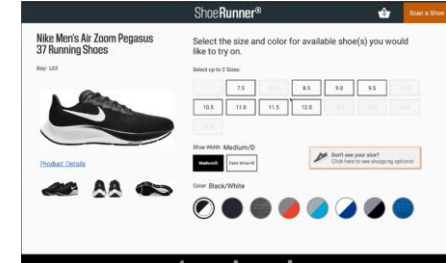 ShoeRunner®
Scan a Shoe
Nike Men's Air Zoom Pegasus
37 Running Shoes
Bay: 120
Product Details
Select the size and color for available shoe(s) you would
like to try on.
Select up to 2 Sizes:
7.5 8.5 9.0 9.5
10.5 11.0 11.5 12.0
Shoe Width: Medium/D
Medium/D Extra Wide/4E
Don't see your size?
Click here to see shopping options!
Color: Black/White